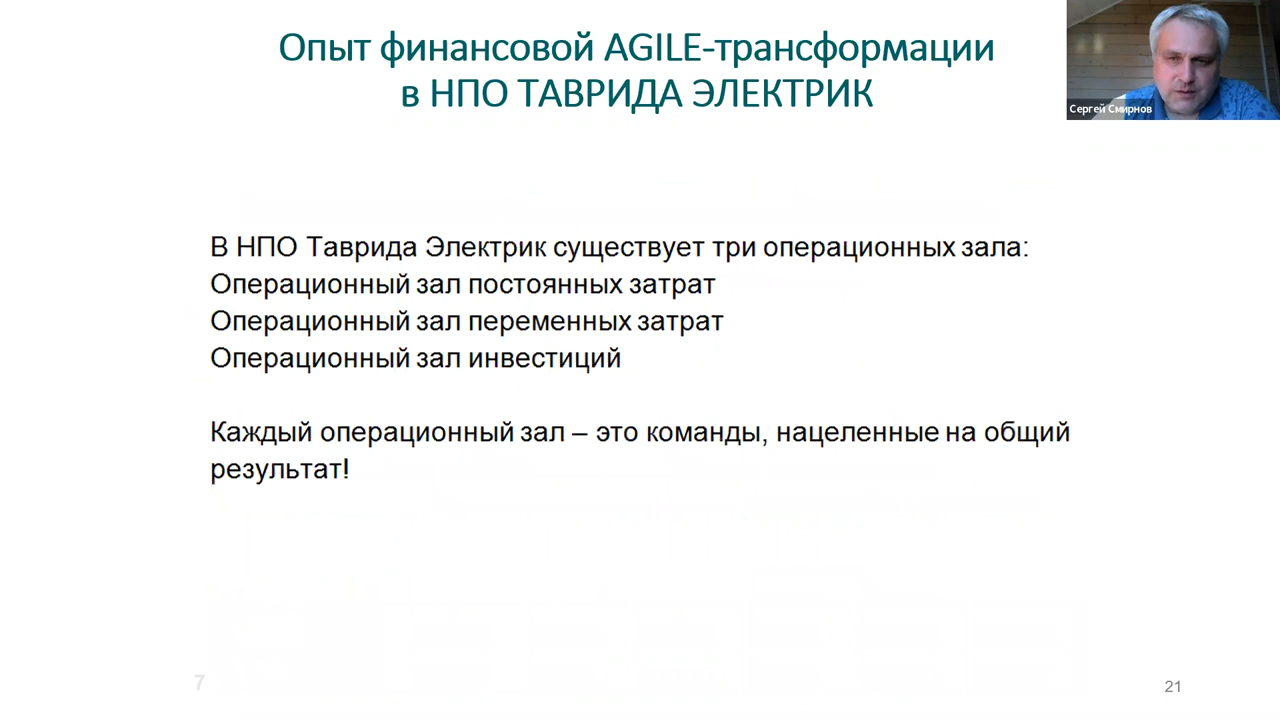 Опыт финансовой AGILE-трансформации
в НПО ТАВРИДА ЭЛЕКТРИК
Сергей Смирнов
В НПО Таврида Электрик существует три операционных зала:
Операционный зал постоянных затрат
Операционный зал переменных затрат
Операционный зал инвестиций
Каждый операционный зал – это команды, нацеленные на общий
результат!
7
21